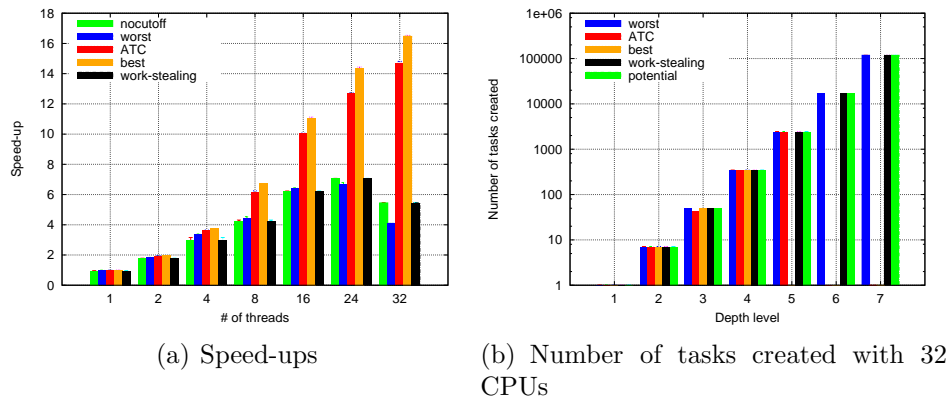 18
16
14
12
10
8
6
4
2
0
Speed-up
nocutoff
worst
ATC
best
work-stealing
1 2 4 8 16 24 32
# of threads
(a) Speed-ups
1e+06
100000
10000
1000
100
10
1
Number of tasks created
worst
ATC
best
work-stealing
potential
1 2 3 4 5 6 7
Depth level
(b) Number of tasks created with 32
CPUs